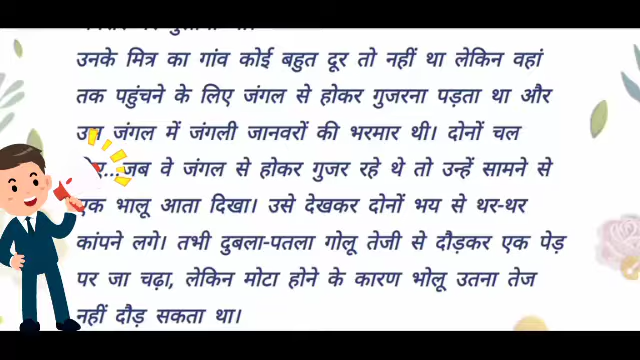 उनके मित्र का गांव कोई बहुत दूर तो नहीं था लेकिन वहां
तक पहुंचने के लिए जंगल से होकर गुजरना पड़ता था और
उस जंगल में जंगली जानवरों की भरमार थी। दोनों चल
जब वे जंगल से होकर गुजर रहे थे तो उन्हें सामने से
एक भालू आता दिखा। उसे देखकर दोनों भय से थर-थर
कांपने लगे। तभी दुबला-पतला गोलू तेजी से दौड़कर एक पेड़
पर जा चढ़ा, लेकिन मोटा होने के कारण भोलू उतना तेज
नहीं दौड़ सकता था।